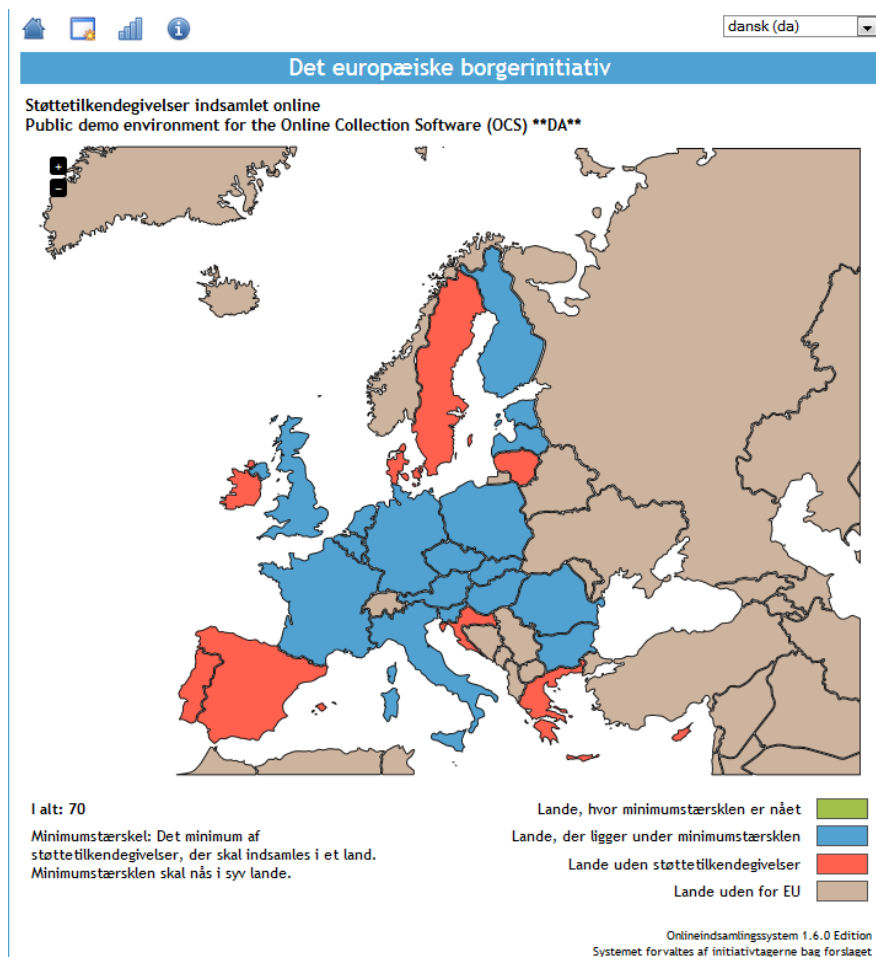 dansk (da)
Det europæiske borgerinitiativ
Støttetilkendegivelser indsamlet online
Public demo environment for the Online Collection Software (OCS) **DA**
+
−
I alt: 70
Minimumstærskel: Det minimum af
støttetilkendegivelser, der skal indsamles i et land.
Minimumstærsklen skal nås i syv lande.
Lande, hvor minimumstærsklen er nået
Lande, der ligger under minimumstærsklen
Lande uden støttetilkendegivelser
Lande uden for EU
Onlineindsamlingssystem 1.6.0 Edition
Systemet forvaltes af initiativtagerne bag forslaget